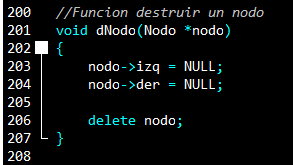 200 //Funcion destruir un nodo
201 void dNodo(Nodo *nodo)
202 {
203 nodo->izq = NULL;
204 nodo->der = NULL;
205
206 delete nodo;
207 }
208